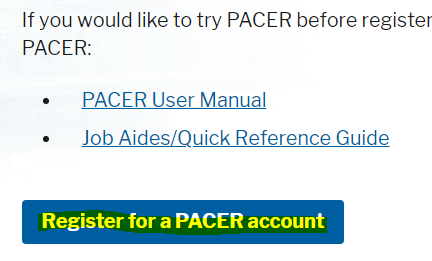 If you would like to try PACER before register
PACER:
PACER User Manual
Job Aides/Quick Reference Guide
Register for a PACER account